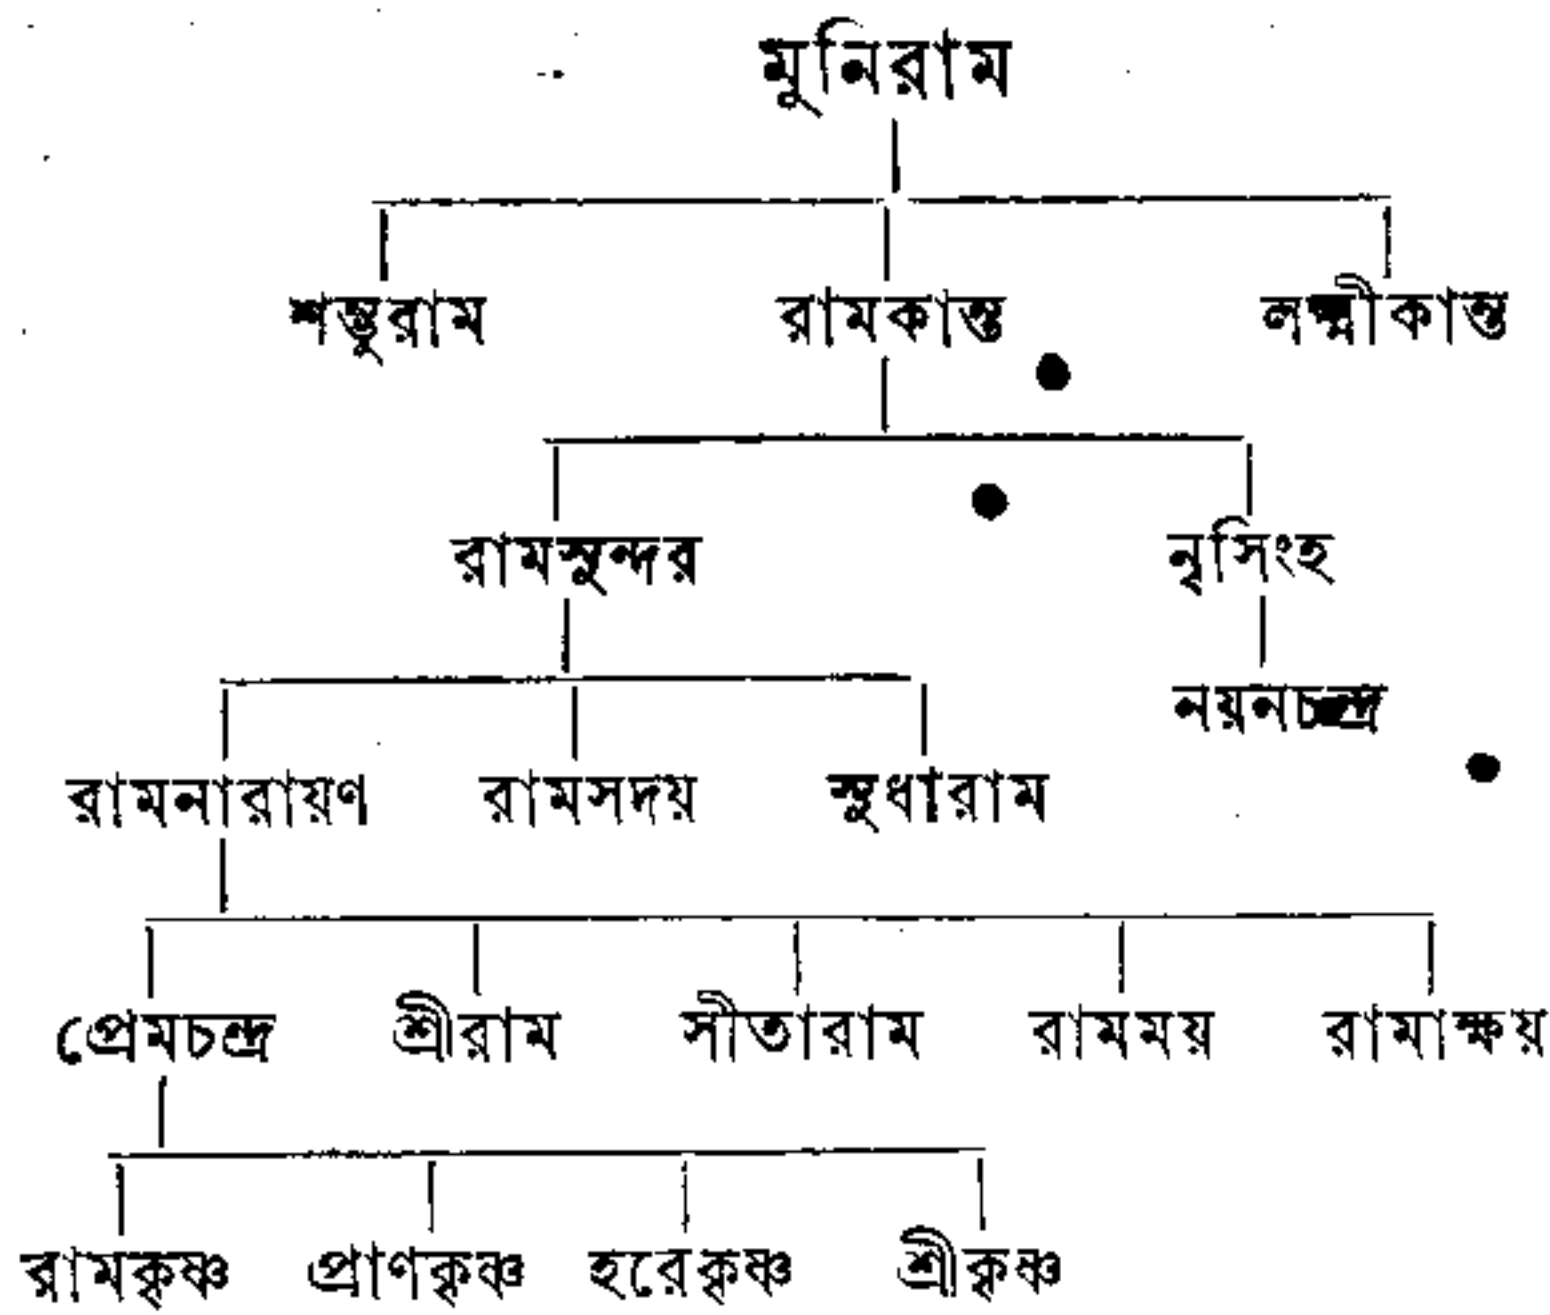 মুনিরাম
শম্ভুরাম রামকান্ত লক্ষ্মীকান্ত
রামসুন্দর নৃসিংহ
নয়নচন্দ্র
রামনারায়ণ রামসদয় সুধারাম
প্রেমচন্দ্র শ্রীরাম সীতারাম রামময় রামাক্ষয়
রামকৃষ্ণ প্রাণকৃষ্ণ হরেকৃষ্ণ শ্রীকৃষ্ণ